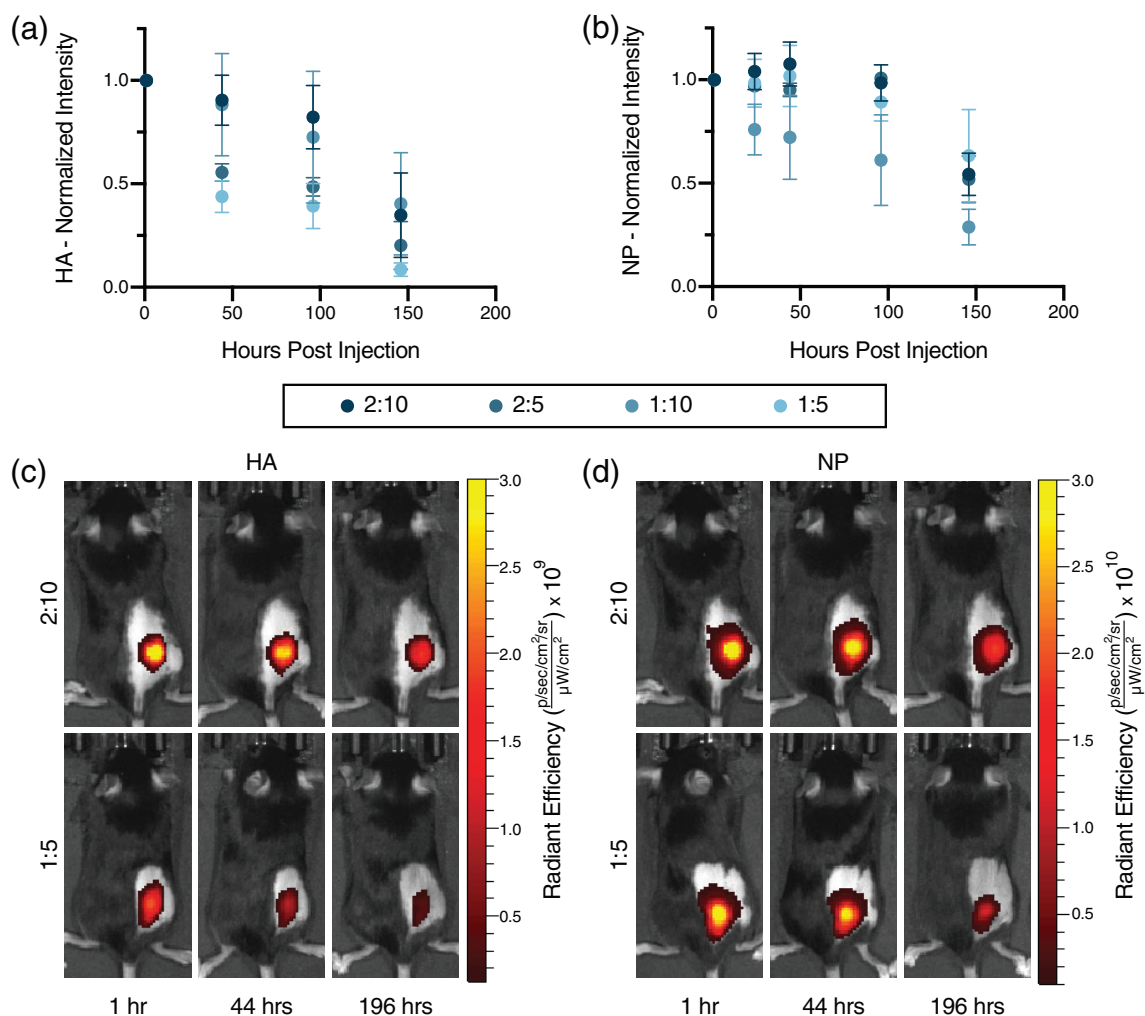 (a)
HA - Normalized Intensity
1.0
0.5
0.0
0 50 100 150 200
Hours Post Injection
(b)
NP - Normalized Intensity
1.0
0.5
0.0
0 50 100 150 200
Hours Post Injection
2:10 2:5 1:10 1:5
(c)
HA
2:10
1:5
1 hr 44 hrs 196 hrs
3.0
2.5
2.0
1.5
1.0
0.5
Radiant Efficiency (p/sec/cm²/sr / µW/cm²) x 10⁹
(d)
NP
2:10
1:5
1 hr 44 hrs 196 hrs
3.0
2.5
2.0
1.5
1.0
0.5
Radiant Efficiency (p/sec/cm²/sr / µW/cm²) x 10¹⁰